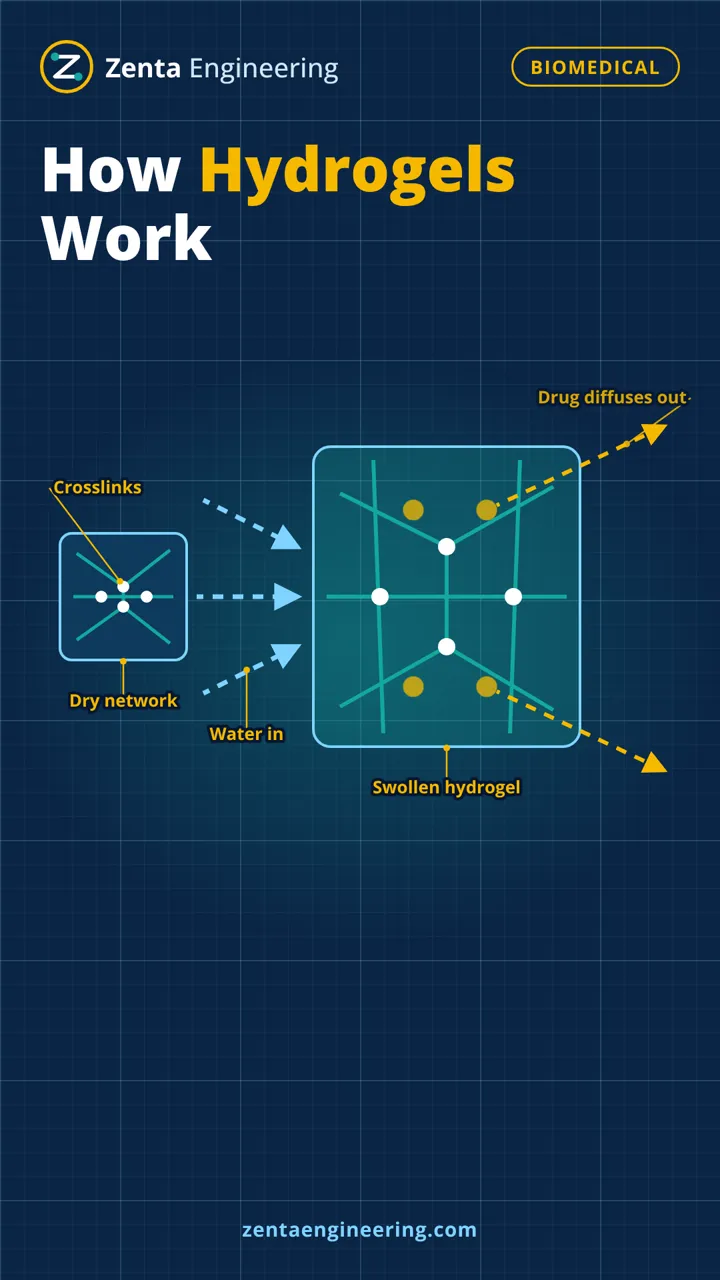 Zenta Engineering
BIOMEDICAL
How Hydrogels
Work
Drug diffuses out
Crosslinks
Dry network
Water in
Swollen hydrogel
zentaengineering.com